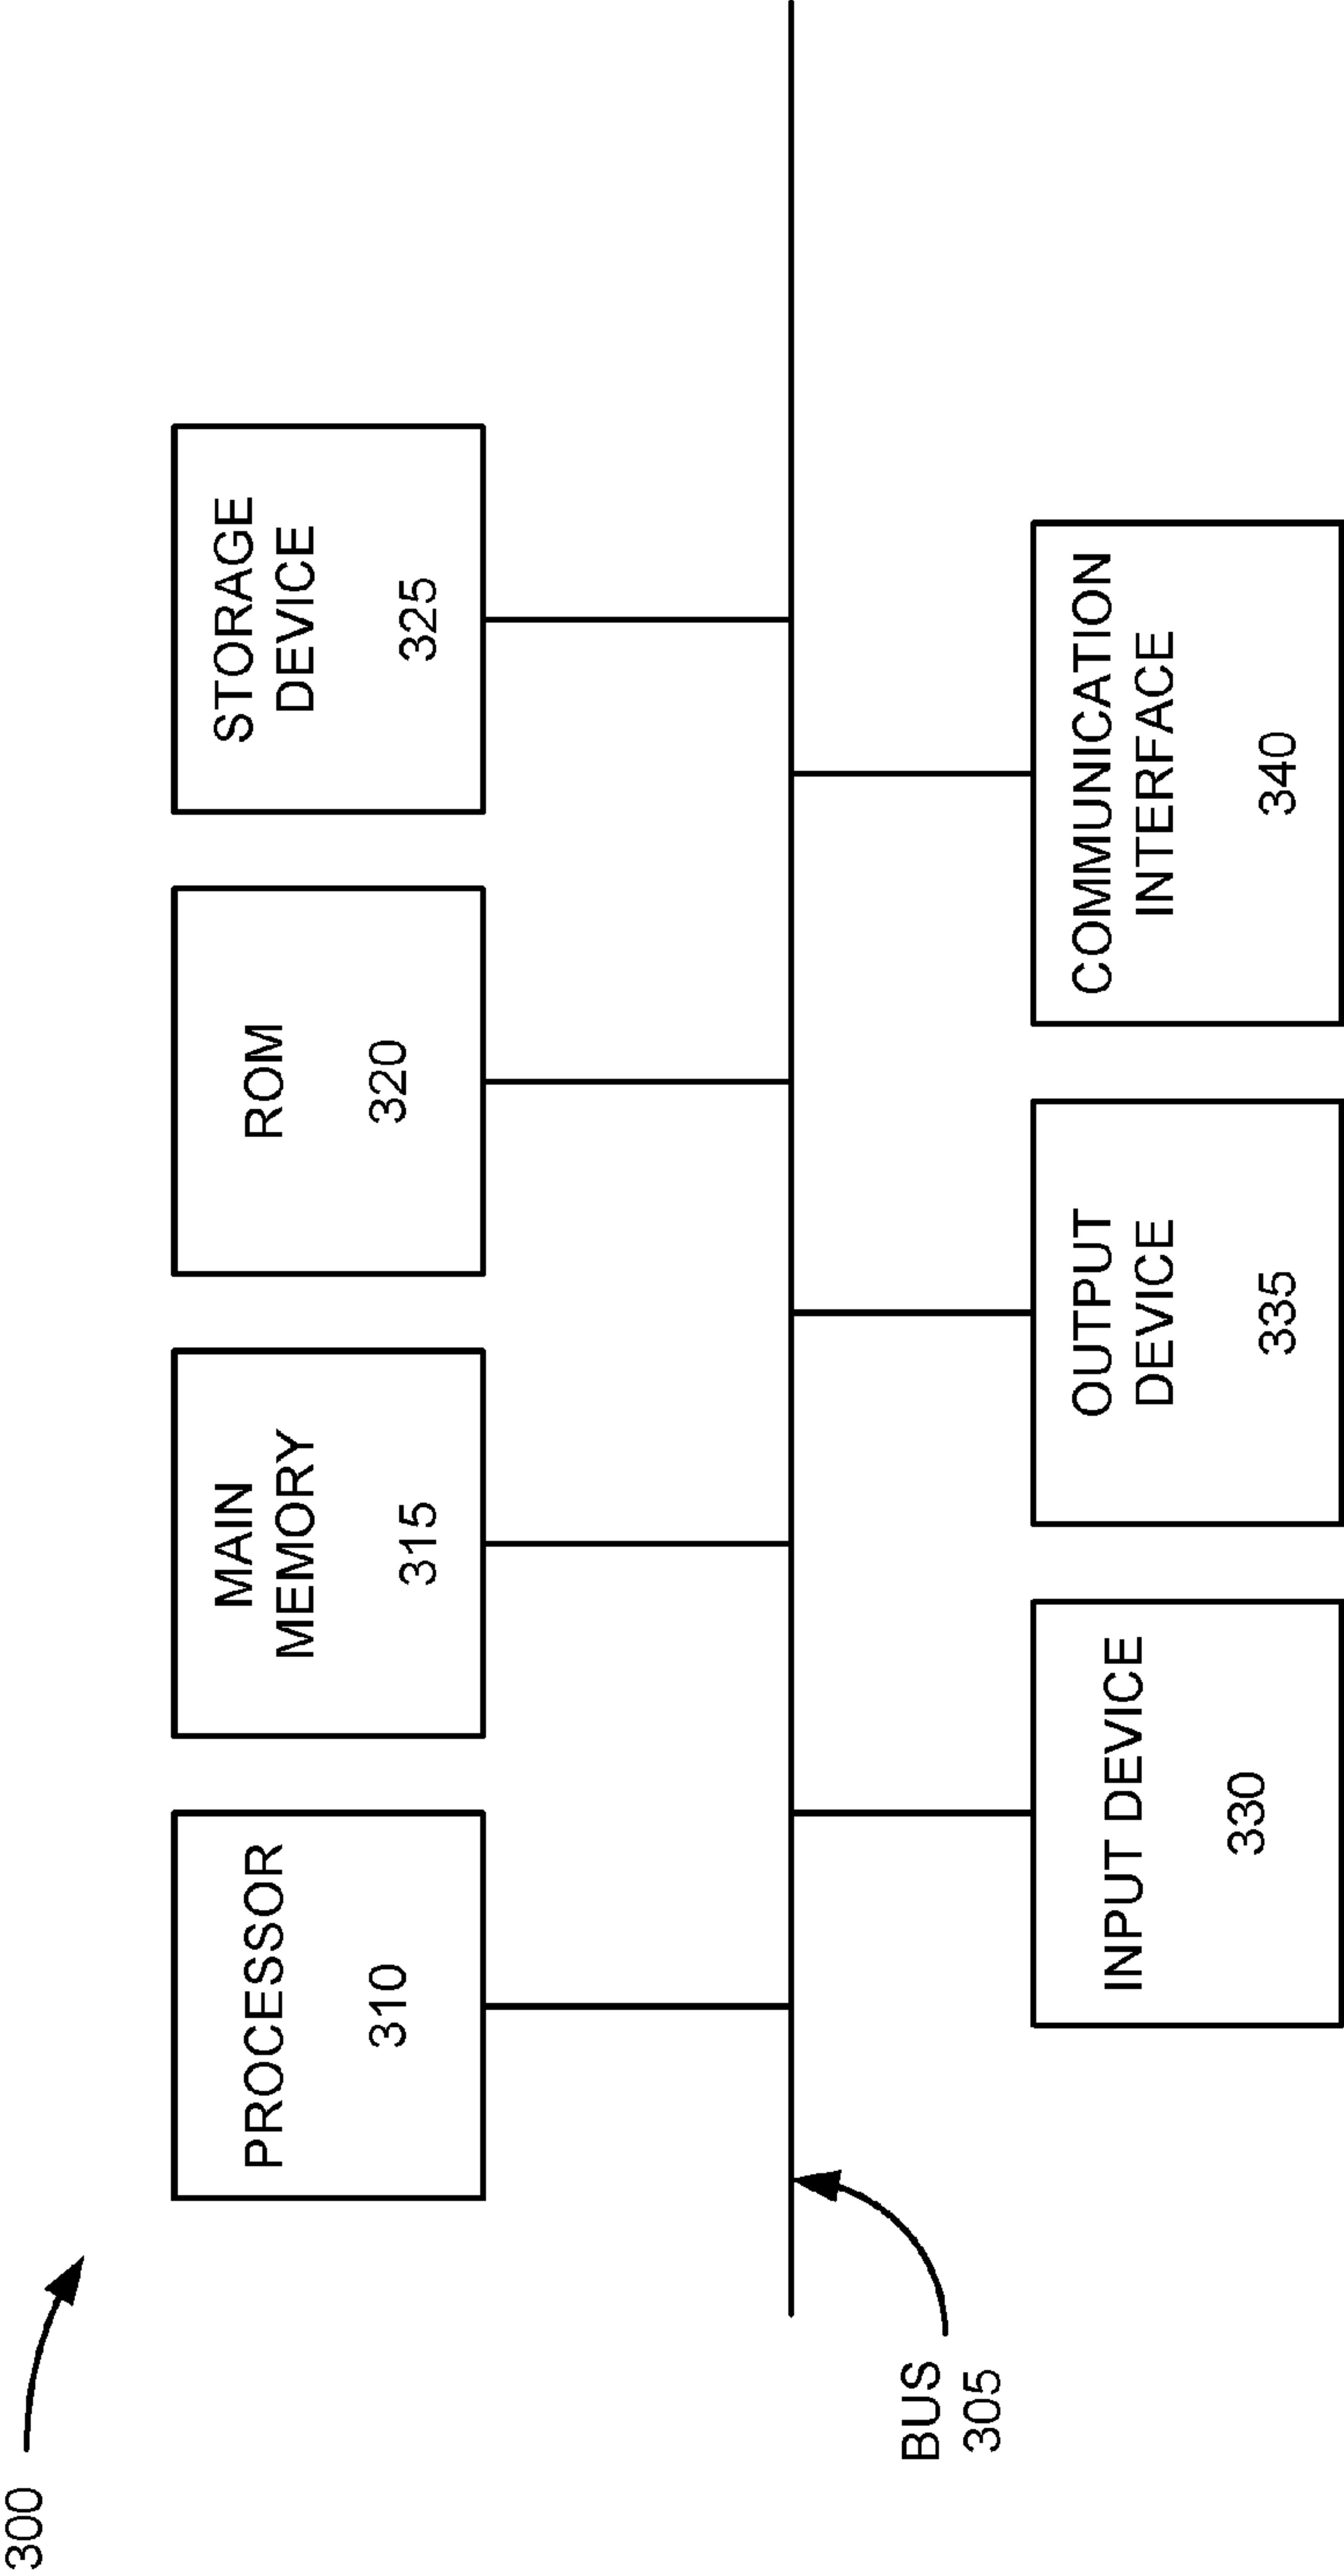 300
PROCESSOR
310
MAIN
MEMORY
315
ROM
320
STORAGE
DEVICE
325
BUS
305
INPUT DEVICE
330
OUTPUT
DEVICE
335
COMMUNICATION
INTERFACE
340